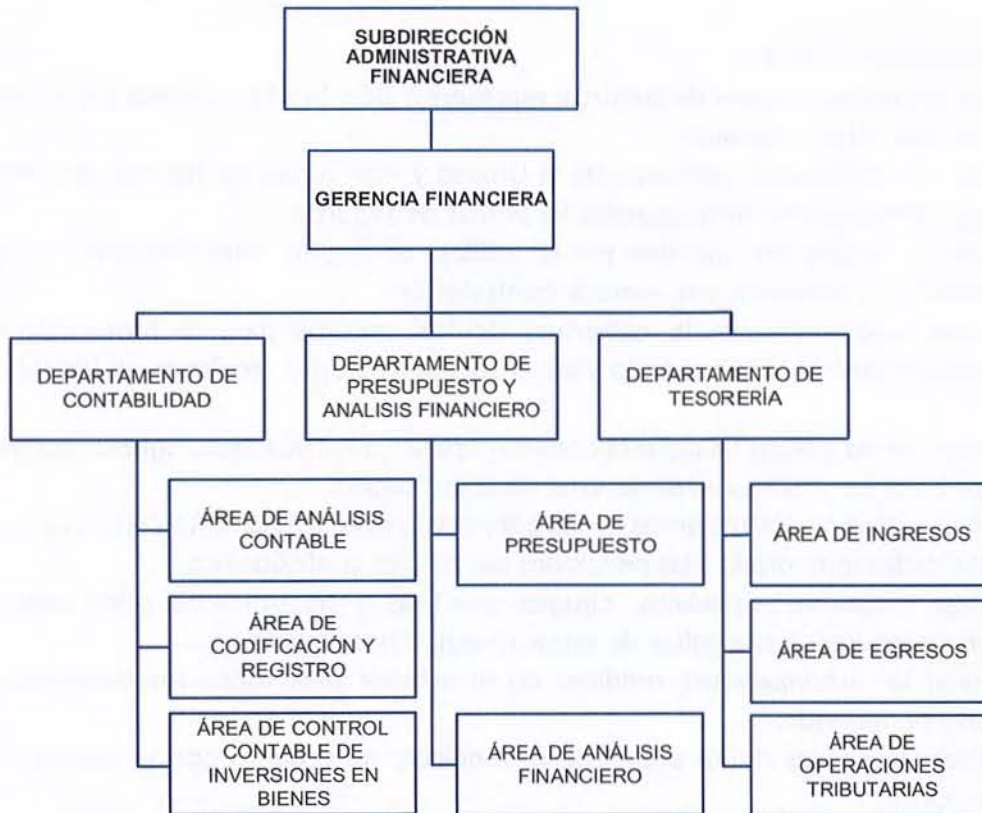 SUBDIRECCIÓN
ADMINISTRATIVA
FINANCIERA
GERENCIA FINANCIERA
DEPARTAMENTO DE
CONTABILIDAD
DEPARTAMENTO DE
PRESUPUESTO Y
ANALISIS FINANCIERO
DEPARTAMENTO DE
TESORERÍA
ÁREA DE ANÁLISIS
CONTABLE
ÁREA DE
CODIFICACIÓN Y
REGISTRO
ÁREA DE CONTROL
CONTABLE DE
INVERSIONES EN
BIENES
ÁREA DE
PRESUPUESTO
ÁREA DE ANÁLISIS
FINANCIERO
ÁREA DE INGRESOS
ÁREA DE EGRESOS
ÁREA DE
OPERACIONES
TRIBUTARIAS